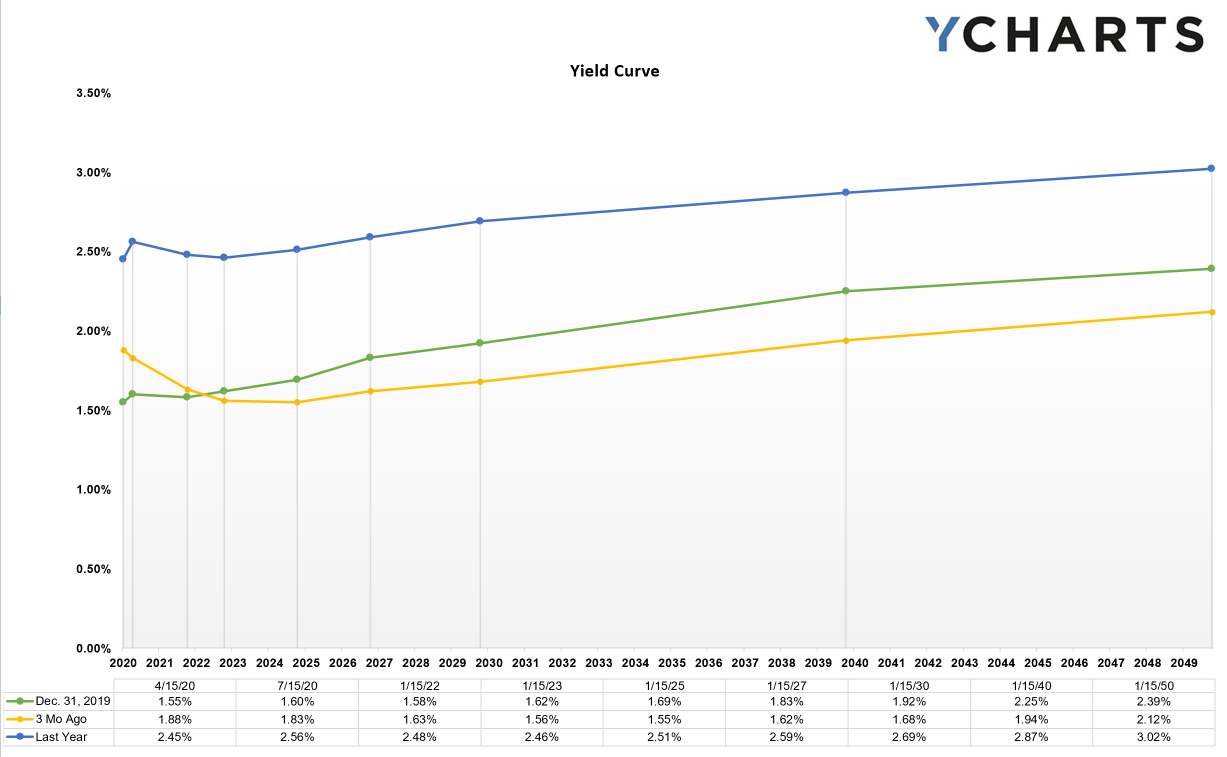 YCHARTS
Yield Curve
3.50%
3.00%
2.50%
2.00%
1.50%
1.00%
0.50%
0.00%
2020 2021 2022 2023 2024 2025 2026 2027 2028 2029 2030 2031 2032 2033 2034 2035 2036 2037 2038 2039 2040 2041 2042 2043 2044 2045 2046 2047 2048 2049
4/15/20 7/15/20 1/15/22 1/15/23 1/15/25 1/15/27 1/15/30 1/15/40 1/15/50
Dec. 31, 2019 1.55% 1.60% 1.58% 1.62% 1.69% 1.83% 1.92% 2.25% 2.39%
3 Mo Ago 1.88% 1.83% 1.63% 1.56% 1.55% 1.62% 1.68% 1.94% 2.12%
Last Year 2.45% 2.56% 2.48% 2.46% 2.51% 2.59% 2.69% 2.87% 3.02%